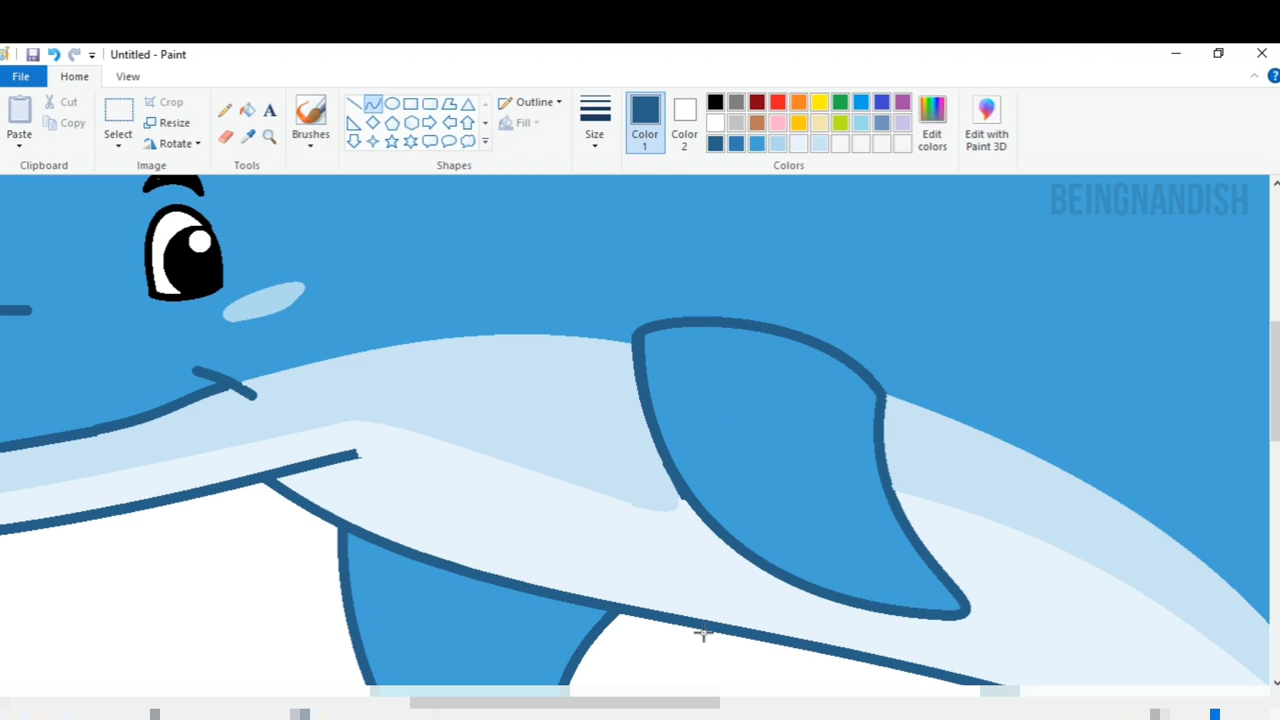 Untitled - Paint
File Home View
Paste
Cut
Copy
Clipboard
Select
Crop
Resize
Rotate
Image
A
Tools
Brushes
Outline
Fill
Shapes
Size
Color 1
Color 2
Edit colors
Colors
Edit with Paint 3D
?
BEINGNANDISH